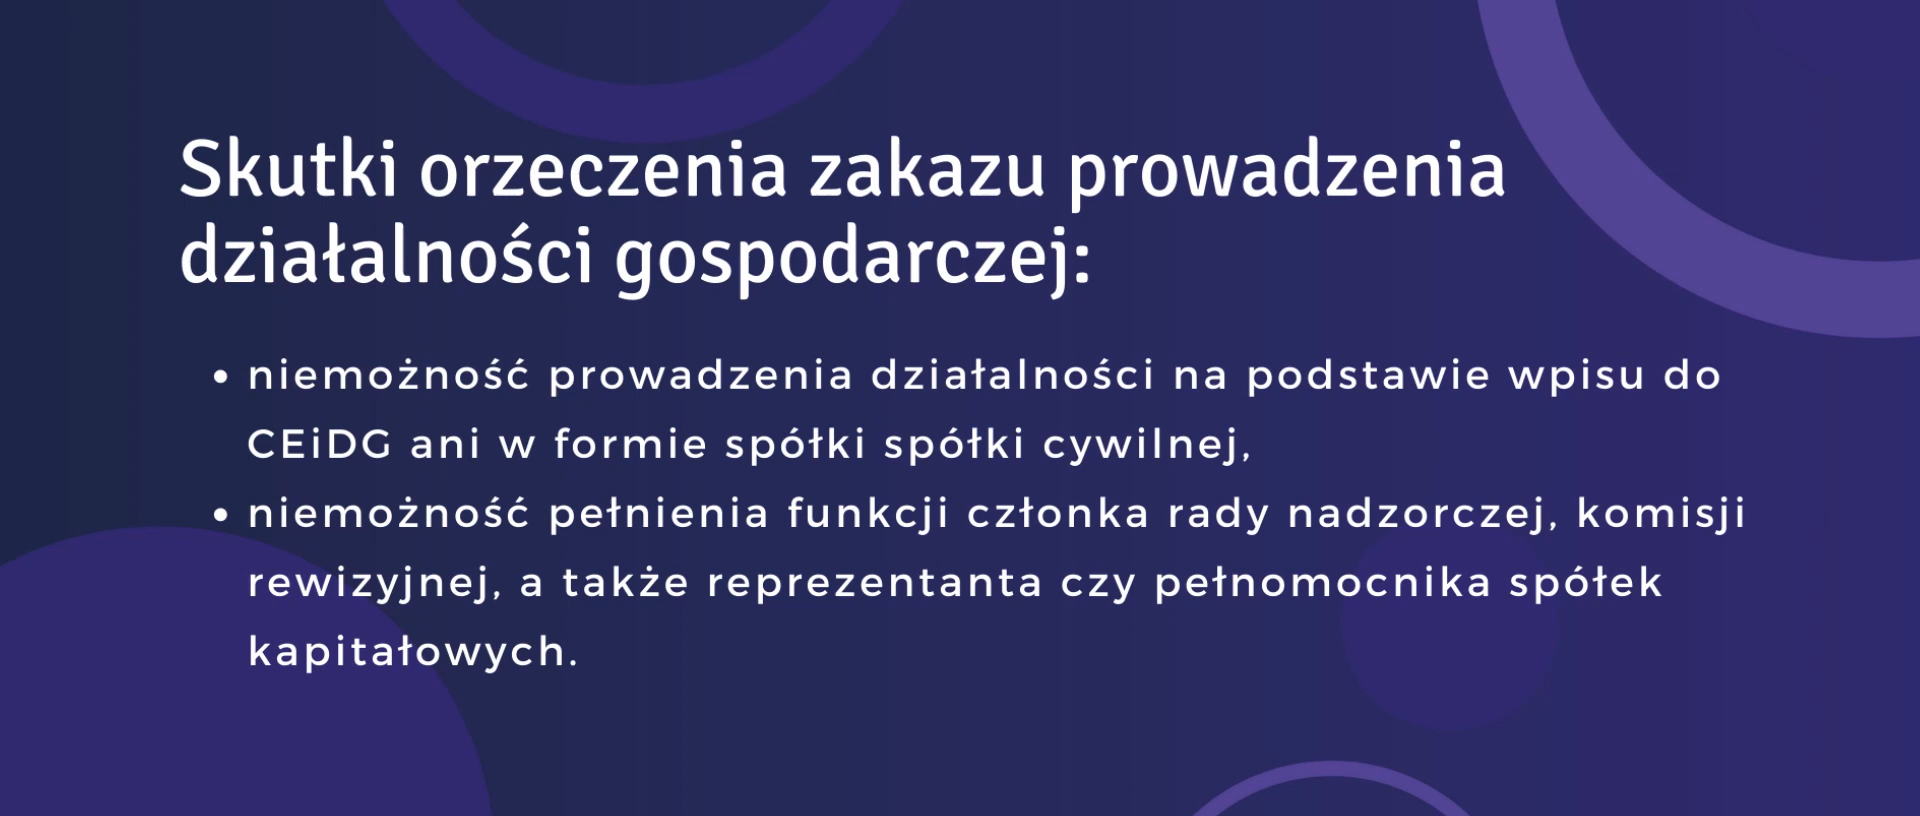 Skutki orzeczenia zakazu prowadzenia
działalności gospodarczej:
• niemożność prowadzenia działalności na podstawie wpisu do
CEiDG ani w formie spółki spółki cywilnej,
• niemożność pełnienia funkcji członka rady nadzorczej, komisji
rewizyjnej, a także reprezentanta czy pełnomocnika spółek
kapitałowych.